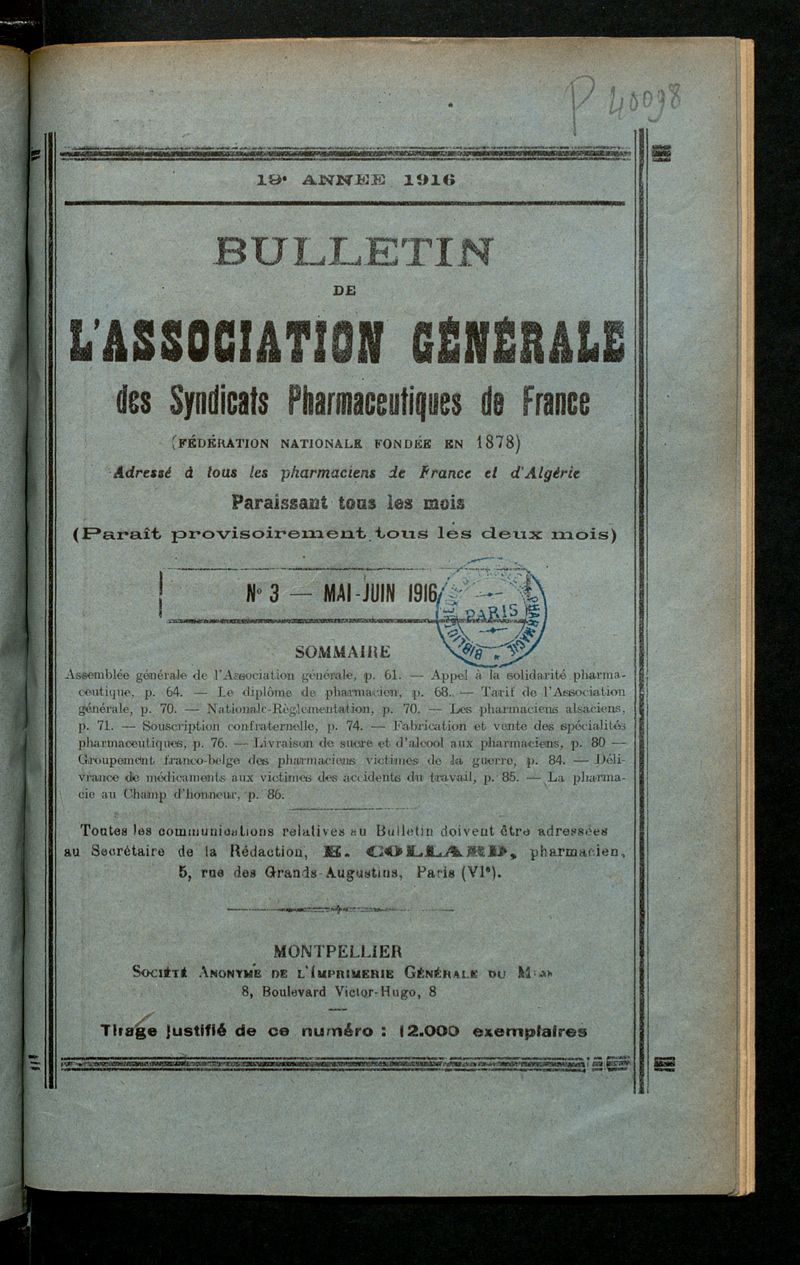 P 40098
19e ANNEE 1916
BULLETIN
DE
L'ASSOCIATION GÉNÉRALE
des Syndicats Pharmaceutiques de France
(FÉDÉRATION NATIONALE FONDÉE EN 1878)
Adressé à tous les pharmaciens de France et d'Algérie
Paraissant tous les mois
(Paraît provisoirement tous les deux mois)
N° 3 — MAI-JUIN 1916
PARIS
SOMMAIRE
Assemblée générale de l'Association générale, p. 61. — Appel à la solidarité pharma-
ceutique, p. 64. — Le diplôme de pharmacien, p. 68. — Tarif de l'Association
générale, p. 70. — Nationale-Règlementation, p. 70. — Les pharmaciens alsaciens,
p. 71. — Souscription confraternelle, p. 74. — Fabrication et vente des spécialités
pharmaceutiques, p. 76. — Livraison de sucre et d'alcool aux pharmaciens, p. 80 —
Groupement franco-belge des pharmaciens victimes de la guerre, p. 84. — Déli-
vrance de médicaments aux victimes des accidents du travail, p. 85. — La pharma-
cie au Champ d'honneur, p. 86.
Toutes les communications relatives au Bulletin doivent être adressées
au Secrétaire de la Rédaction, E. COLLARD, pharmacien,
5, rue des Grands-Augustins, Paris (VIe).
MONTPELLIER
SOCIÉTÉ ANONYME DE L'IMPRIMERIE GÉNÉRALE DU
8, Boulevard Victor-Hugo, 8
Tirage justifié de ce numéro : 12.000 exemplaires